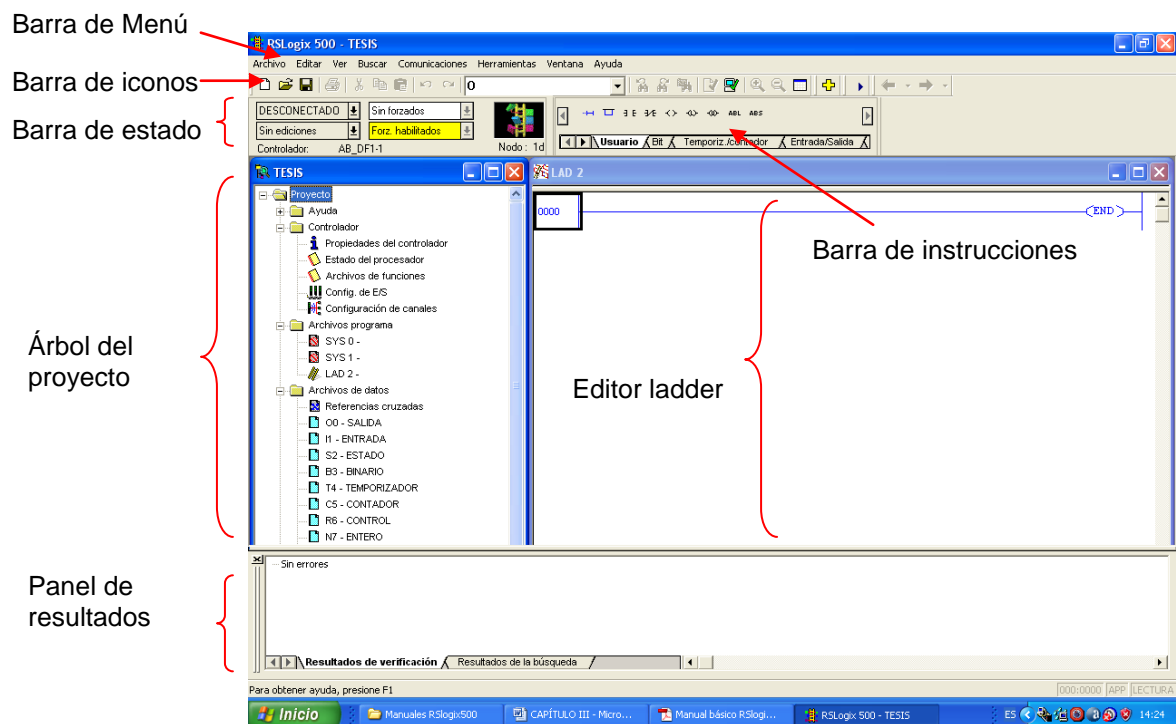 Barra de Menú
RSLogix 500 - TESIS
Archivo Editar Ver Buscar Comunicaciones Herramientas Ventana Ayuda
Barra de iconos
0
Barra de estado
DESCONECTADO Sin forzados
Sin ediciones Forz. habilitados
Controlador: AB_DF1-1 Nodo: 1d
ABL ABS
Usuario Bit Temporiz./contador Entrada/Salida
TESIS
LAD 2
Árbol del proyecto
Proyecto
Ayuda
Controlador
Propiedades del controlador
Estado del procesador
Archivos de funciones
Config. de E/S
Configuración de canales
Archivos programa
SYS 0 -
SYS 1 -
LAD 2 -
Archivos de datos
Referencias cruzadas
O0 - SALIDA
I1 - ENTRADA
S2 - ESTADO
B3 - BINARIO
T4 - TEMPORIZADOR
C5 - CONTADOR
R6 - CONTROL
N7 - ENTERO
0000
END
Barra de instrucciones
Editor ladder
Panel de resultados
Sin errores
Resultados de verificación Resultados de la búsqueda
Para obtener ayuda, presione F1
000:0000 APP LECTURA
Inicio Manuales RSlogix500 CAPÍTULO III - Micro... Manual básico RSlogi... RSLogix 500 - TESIS ES 14:24